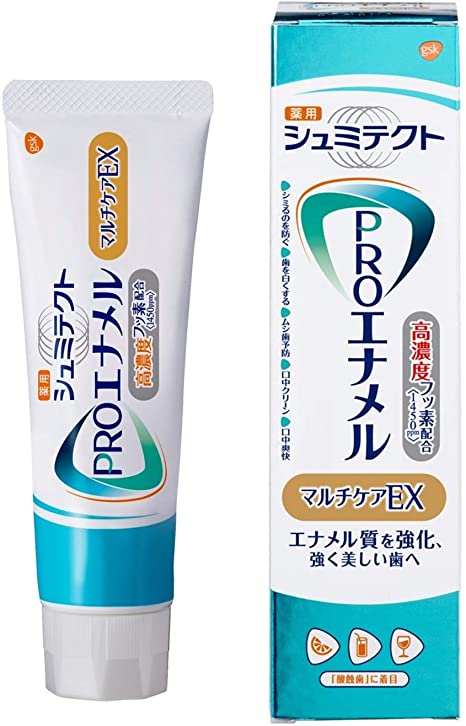 gsk
薬用
シュミテクト
PROエナメル
マルチケアEX
高濃度フッ素配合
〈1450ppm〉
gsk
薬用
シュミテクト
PROエナメル
シミるのを防ぐ・歯を白くする・ムシ歯予防・口中クリーン・口中爽快
高濃度フッ素配合
〈1450ppm〉
マルチケアEX
エナメル質を強化、
強く美しい歯へ
「酸蝕歯」に着目